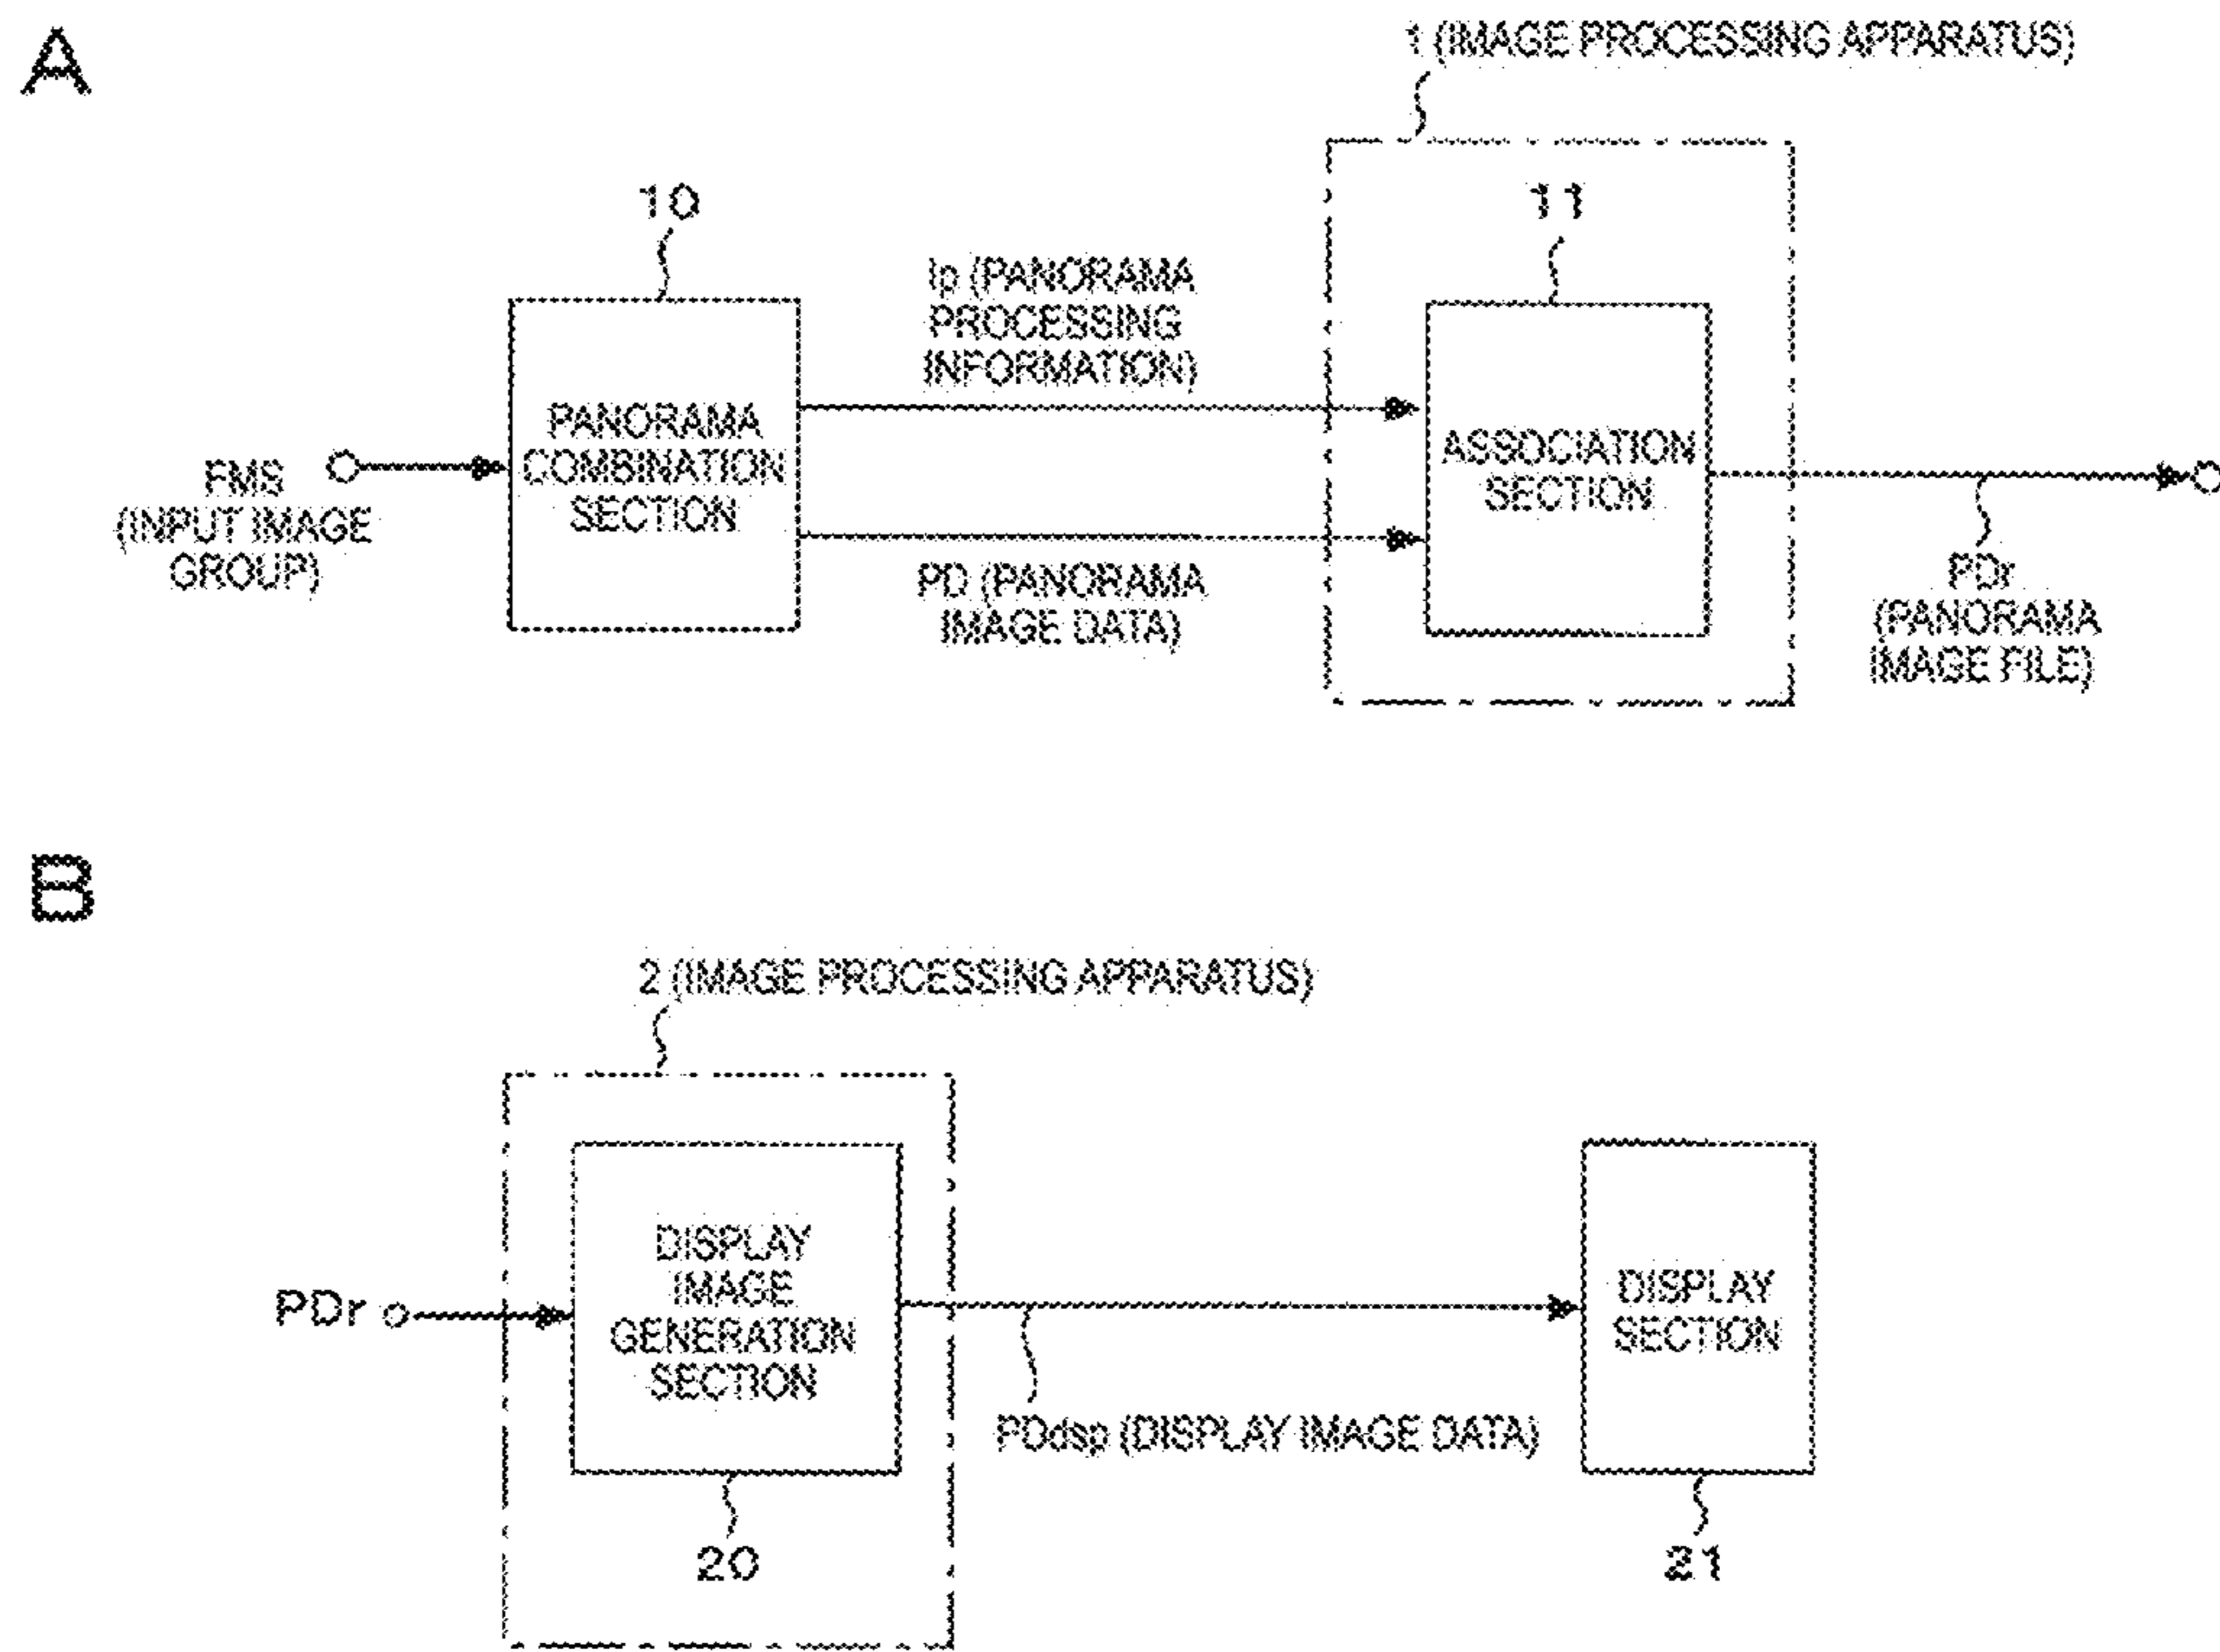 A
1 (IMAGE PROCESSING APPARATUS)
10
11
Ip (PANORAMA
PROCESSING
INFORMATION)
PANORAMA
COMBINATION
SECTION
ASSOCIATION
SECTION
FMS
(INPUT IMAGE
GROUP)
PD (PANORAMA
IMAGE DATA)
PDr
(PANORAMA
IMAGE FILE)
B
2 (IMAGE PROCESSING APPARATUS)
PDr
DISPLAY
IMAGE
GENERATION
SECTION
DISPLAY
SECTION
PDdsp (DISPLAY IMAGE DATA)
20
21